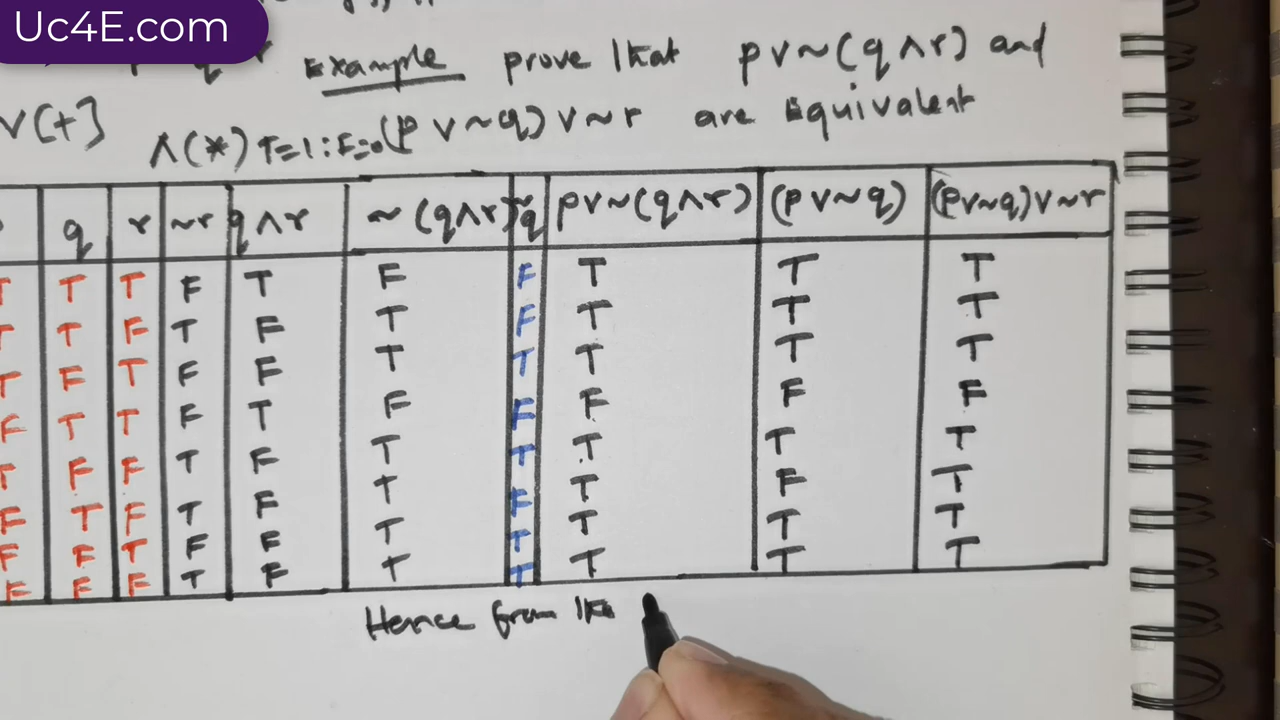 Uc4E.com
Example prove that p∨~(q∧r) and
∨(+) ∧(*) T=1:F=0 (p∨~q)∨~r are Equivalent
q r ~r q∧r ~(q∧r) ~q p∨~(q∧r) (p∨~q) (p∨~q)∨~r
T T T F T F F T T T
T T F T F T F T T T
T F T F F T T T T T
F T T F T F F F F F
T F F T F T T T T T
F T F T F T F T F T
F F T F F T T T T T
F F F T F T T T T T
Hence from the